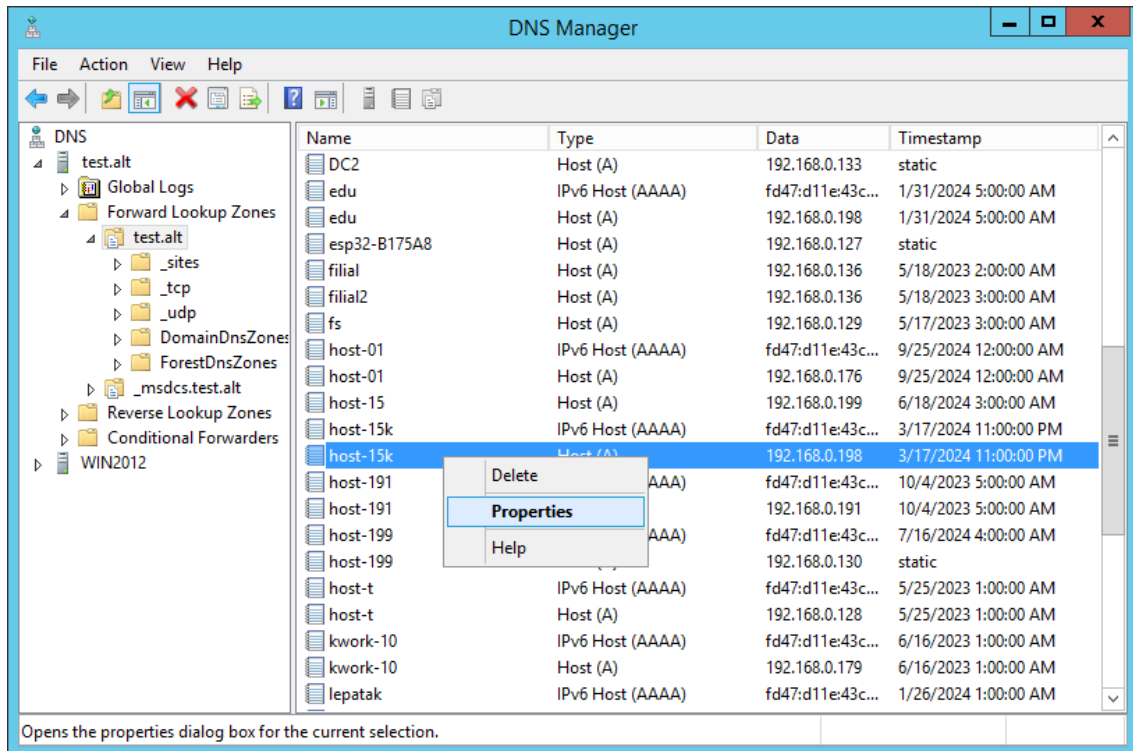 DNS Manager
File Action View Help
DNS
test.alt
Global Logs
Forward Lookup Zones
test.alt
_sites
_tcp
_udp
DomainDnsZones
ForestDnsZones
_msdcs.test.alt
Reverse Lookup Zones
Conditional Forwarders
WIN2012
Name Type Data Timestamp
DC2 Host (A) 192.168.0.133 static
edu IPv6 Host (AAAA) fd47:d11e:43c... 1/31/2024 5:00:00 AM
edu Host (A) 192.168.0.198 1/31/2024 5:00:00 AM
esp32-B175A8 Host (A) 192.168.0.127 static
filial Host (A) 192.168.0.136 5/18/2023 2:00:00 AM
filial2 Host (A) 192.168.0.136 5/18/2023 3:00:00 AM
fs Host (A) 192.168.0.129 5/17/2023 3:00:00 AM
host-01 IPv6 Host (AAAA) fd47:d11e:43c... 9/25/2024 12:00:00 AM
host-01 Host (A) 192.168.0.176 9/25/2024 12:00:00 AM
host-15 Host (A) 192.168.0.199 6/18/2024 3:00:00 AM
host-15k IPv6 Host (AAAA) fd47:d11e:43c... 3/17/2024 11:00:00 PM
host-15k Host (A) 192.168.0.198 3/17/2024 11:00:00 PM
host-191 AAA) fd47:d11e:43c... 10/4/2023 5:00:00 AM
host-191 192.168.0.191 10/4/2023 5:00:00 AM
host-199 AAA) fd47:d11e:43c... 7/16/2024 4:00:00 AM
host-199 192.168.0.130 static
host-t IPv6 Host (AAAA) fd47:d11e:43c... 5/25/2023 1:00:00 AM
host-t Host (A) 192.168.0.128 5/25/2023 1:00:00 AM
kwork-10 IPv6 Host (AAAA) fd47:d11e:43c... 6/16/2023 1:00:00 AM
kwork-10 Host (A) 192.168.0.179 6/16/2023 1:00:00 AM
lepatak IPv6 Host (AAAA) fd47:d11e:43c... 1/26/2024 1:00:00 AM
Delete
Properties
Help
Opens the properties dialog box for the current selection.